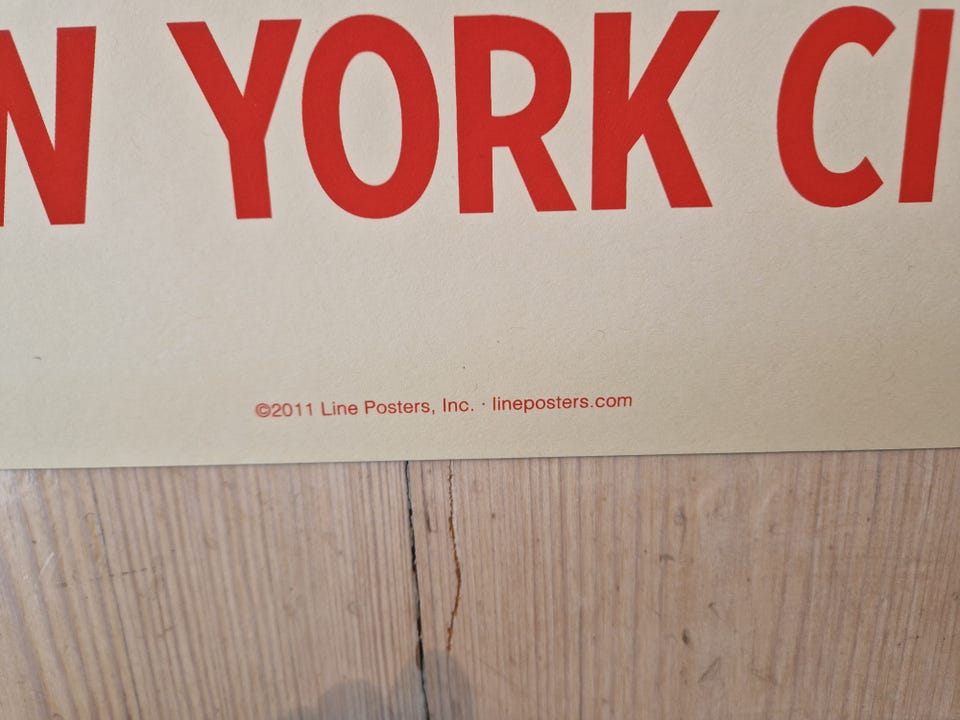 N YORK CI
©2011 Line Posters, Inc. · lineposters.com